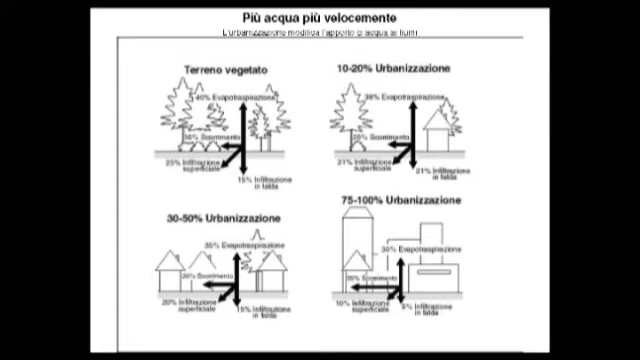 Più acqua più velocemente
L'urbanizzazione modifica l'apporto di acqua ai fiumi
Terreno vegetato
40% Evapotraspirazione
Scorrimento
25% Infiltrazione
superficiale
15% Infiltrazione
in falda
10-20% Urbanizzazione
38% Evapotraspirazione
20% Scorrimento
21% Infiltrazione
superficiale
21% Infiltrazione
in falda
30-50% Urbanizzazione
35% Evapotraspirazione
Scorrimento
20% Infiltrazione
superficiale
15% Infiltrazione
in falda
75-100% Urbanizzazione
30% Evapotraspirazione
55% Scorrimento
10% Infiltrazione
superficiale
5% Infiltrazione
in falda